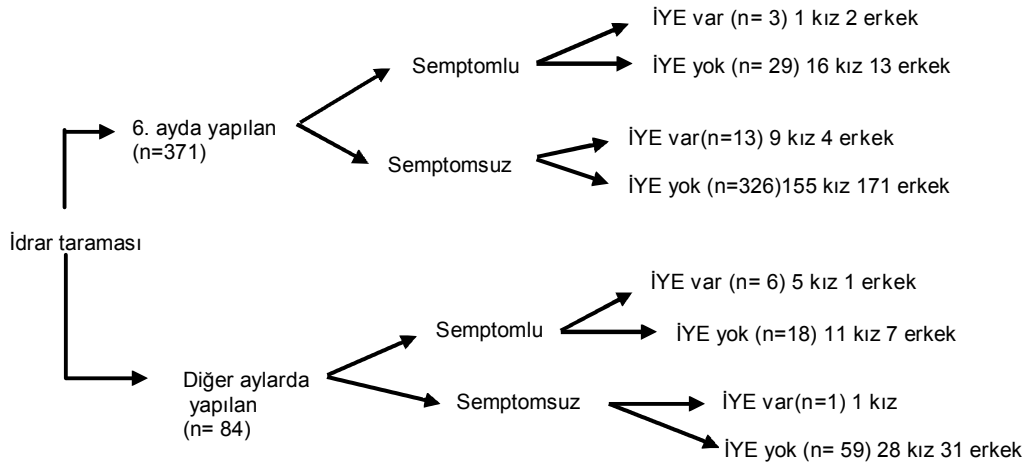 İYE var (n= 3) 1 kız 2 erkek
Semptomlu
İYE yok (n= 29) 16 kız 13 erkek
6. ayda yapılan
(n=371)
İYE var(n=13) 9 kız 4 erkek
Semptomsuz
İYE yok (n=326)155 kız 171 erkek
İdrar taraması
İYE var (n= 6) 5 kız 1 erkek
Semptomlu
İYE yok (n=18) 11 kız 7 erkek
Diğer aylarda
yapılan
(n= 84)
Semptomsuz
İYE var(n=1) 1 kız
İYE yok (n= 59) 28 kız 31 erkek